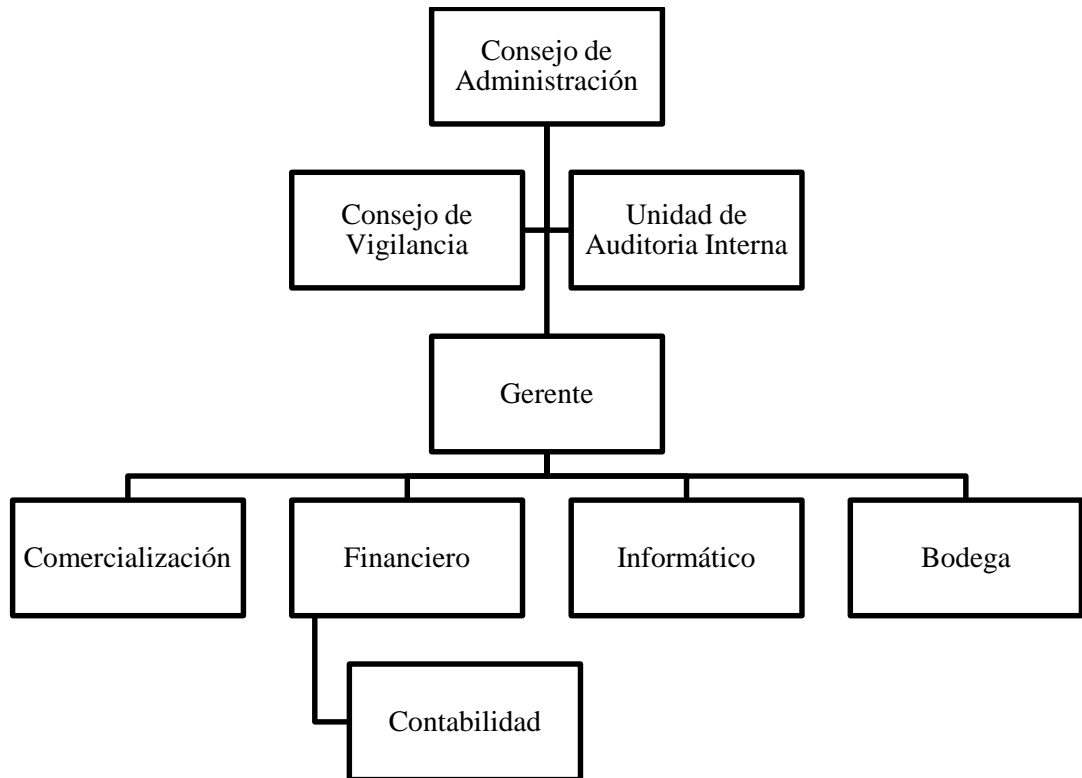 Consejo de
Administración
Consejo de
Vigilancia
Unidad de
Auditoria Interna
Gerente
Comercialización
Financiero
Informático
Bodega
Contabilidad